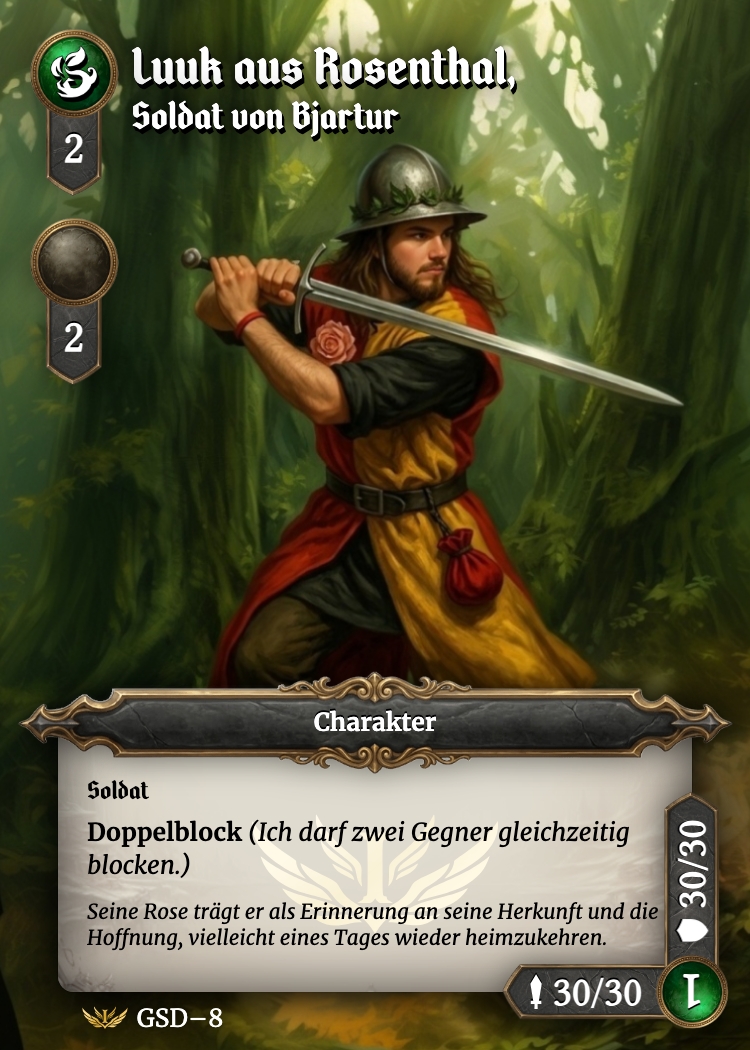 Luuk aus Rosenthal,
Soldat von Bjartur
2
2
Charakter
Soldat
Doppelblock (Ich darf zwei Gegner gleichzeitig
blocken.)
Seine Rose trägt er als Erinnerung an seine Herkunft und die
Hoffnung, vielleicht eines Tages wieder heimzukehren.
30/30
30/30
1
GSD–8